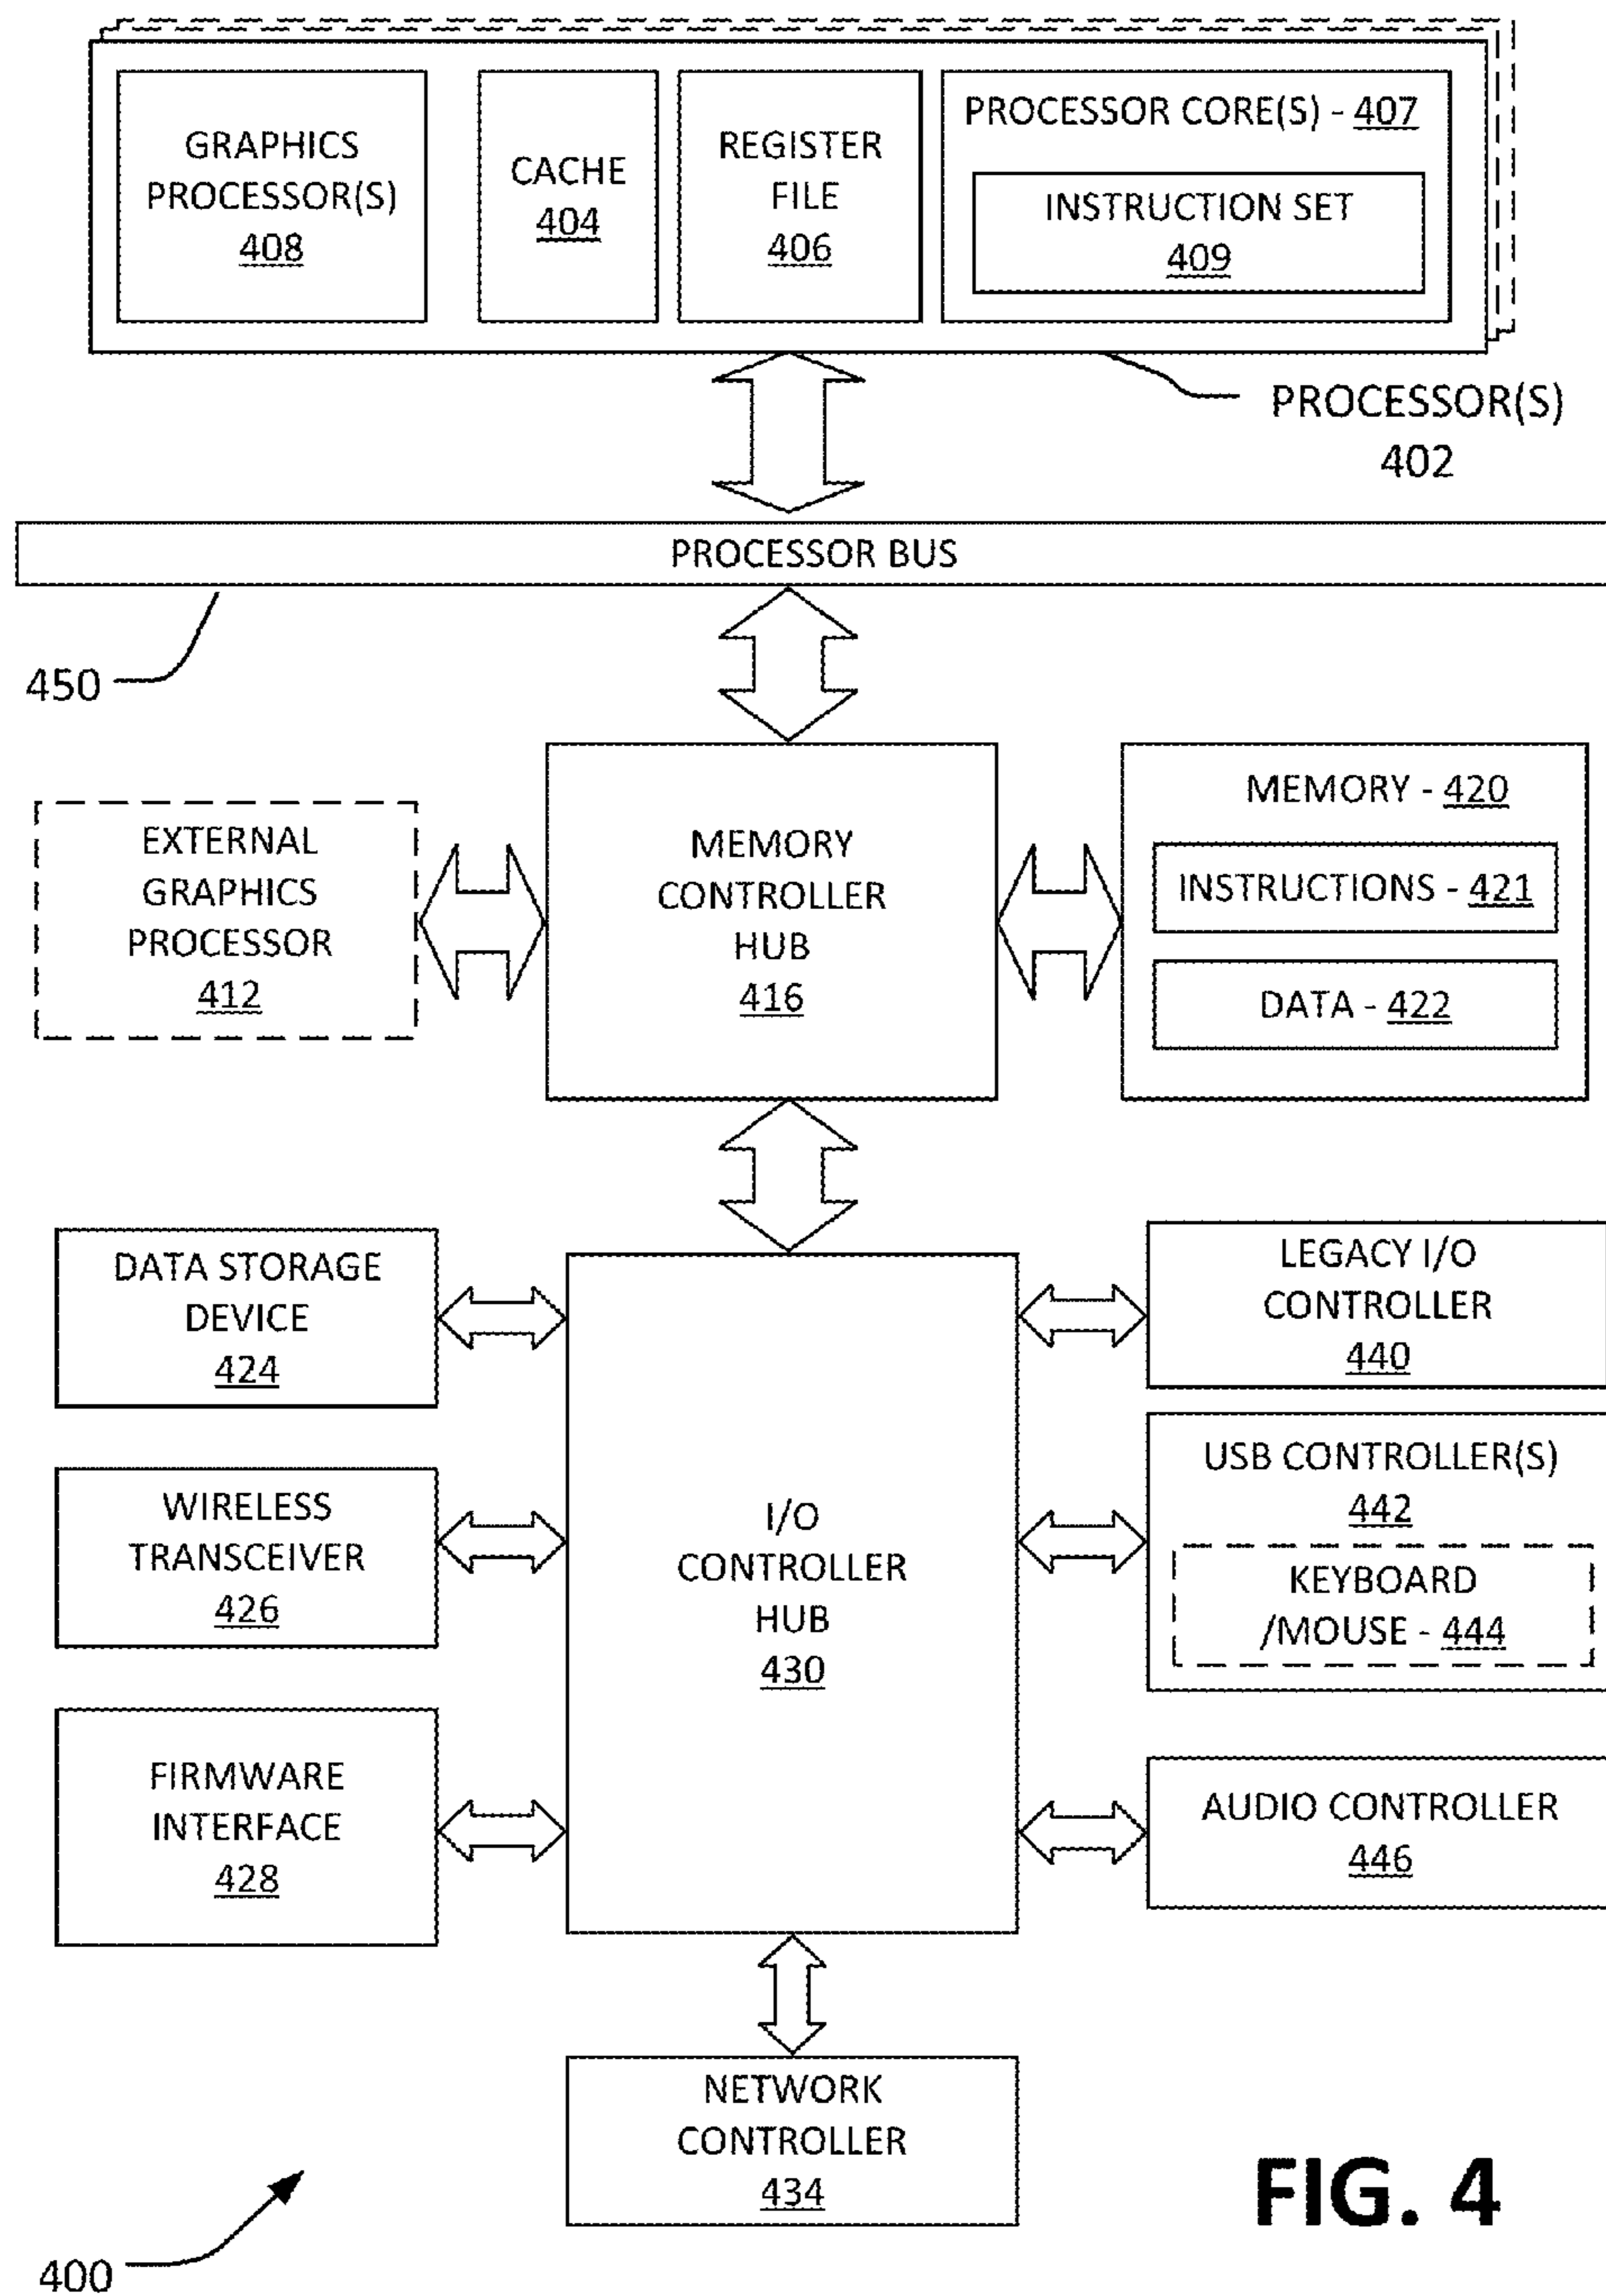 GRAPHICS
PROCESSOR(S)
408
CACHE
404
REGISTER
FILE
406
PROCESSOR CORE(S) - 407
INSTRUCTION SET
409
PROCESSOR(S)
402
PROCESSOR BUS
450
EXTERNAL
GRAPHICS
PROCESSOR
412
MEMORY
CONTROLLER
HUB
416
MEMORY - 420
INSTRUCTIONS - 421
DATA - 422
DATA STORAGE
DEVICE
424
WIRELESS
TRANSCEIVER
426
FIRMWARE
INTERFACE
428
I/O
CONTROLLER
HUB
430
LEGACY I/O
CONTROLLER
440
USB CONTROLLER(S)
442
KEYBOARD
/MOUSE - 444
AUDIO CONTROLLER
446
NETWORK
CONTROLLER
434
400
FIG. 4